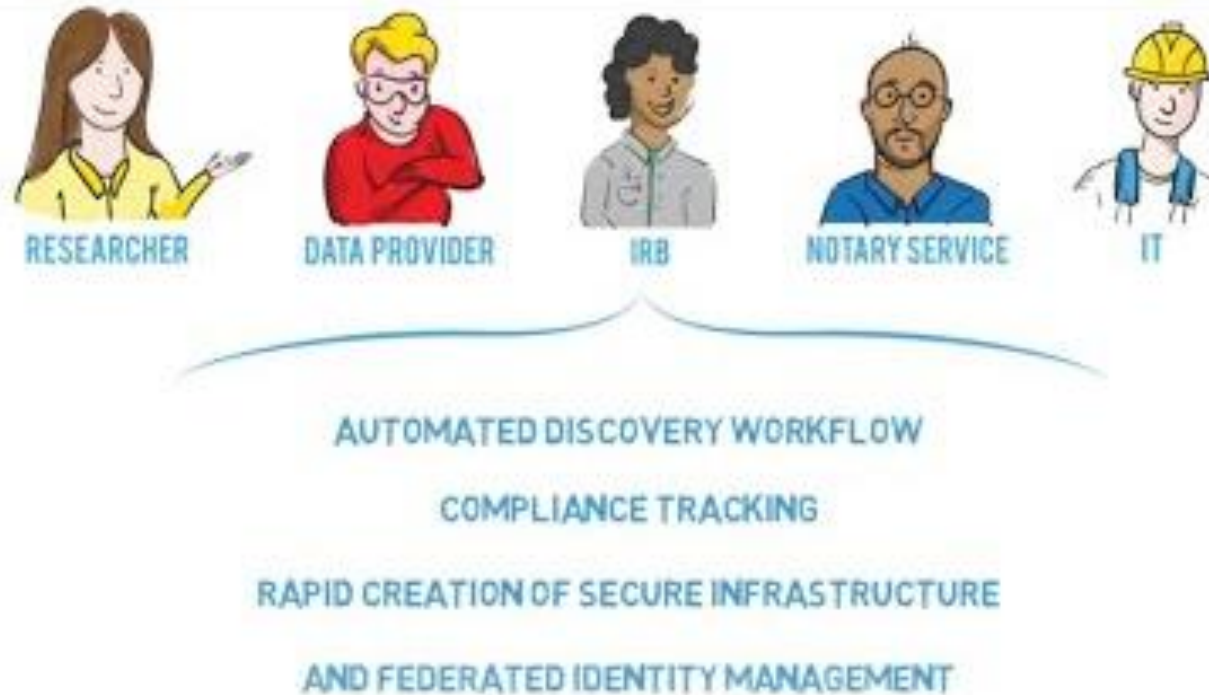 RESEARCHER DATA PROVIDER IRB NOTARY SERVICE IT
AUTOMATED DISCOVERY WORKFLOW
COMPLIANCE TRACKING
RAPID CREATION OF SECURE INFRASTRUCTURE
AND FEDERATED IDENTITY MANAGEMENT